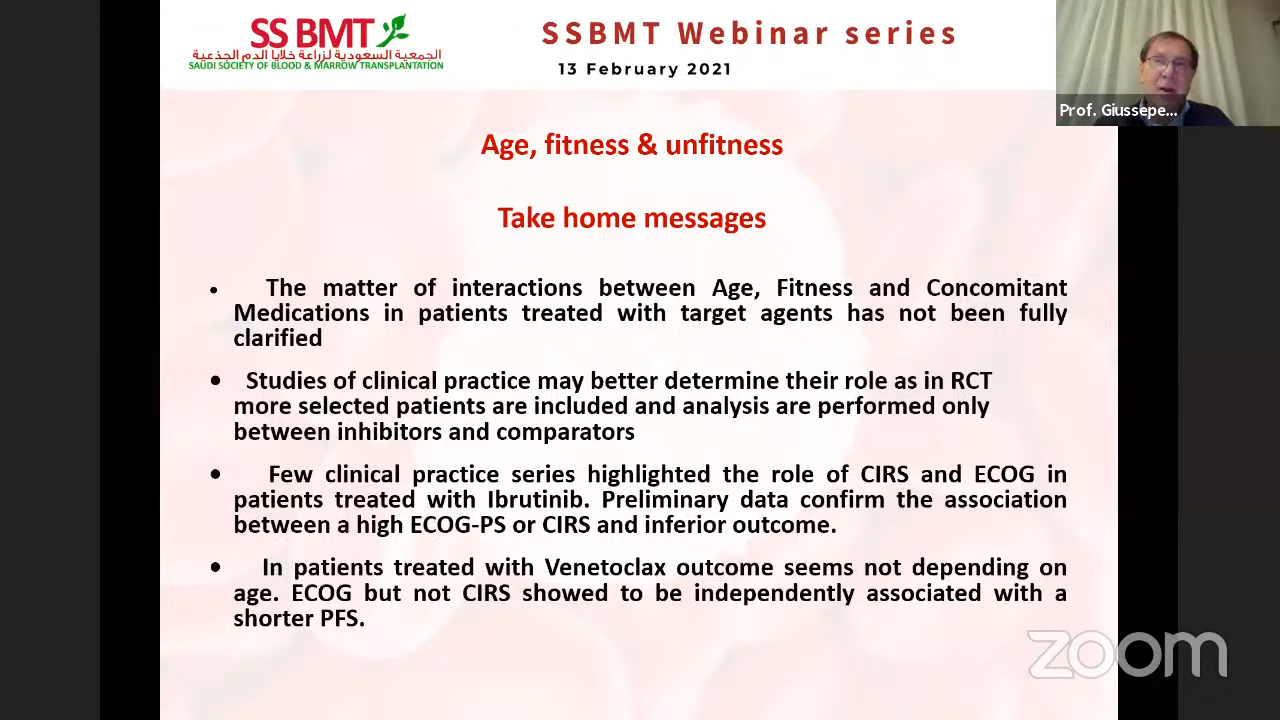 SS BMT
الجمعية السعودية لزراعة خلايا الدم الجذعية
SAUDI SOCIETY OF BLOOD & MARROW TRANSPLANTATION
SSBMT Webinar series
13 February 2021
Prof. Giussepe...
Age, fitness & unfitness
Take home messages
• The matter of interactions between Age, Fitness and Concomitant
Medications in patients treated with target agents has not been fully
clarified
• Studies of clinical practice may better determine their role as in RCT
more selected patients are included and analysis are performed only
between inhibitors and comparators
• Few clinical practice series highlighted the role of CIRS and ECOG in
patients treated with Ibrutinib. Preliminary data confirm the association
between a high ECOG-PS or CIRS and inferior outcome.
• In patients treated with Venetoclax outcome seems not depending on
age. ECOG but not CIRS showed to be independently associated with a
shorter PFS.
zoom